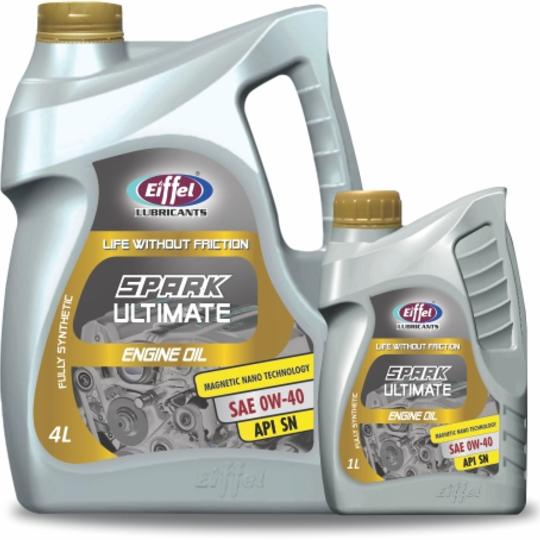 Eiffel
LUBRICANTS
LIFE WITHOUT FRICTION
SPARK
ULTIMATE
ENGINE OIL
FULLY SYNTHETIC
MAGNETIC NANO TECHNOLOGY
SAE 0W-40
API SN
4L
Eiffel
Eiffel
LUBRICANTS
LIFE WITHOUT FRICTION
SPARK
ULTIMATE
ENGINE OIL
FULLY SYNTHETIC
MAGNETIC NANO TECHNOLOGY
SAE 0W-40
API SN
1L
Eiffel